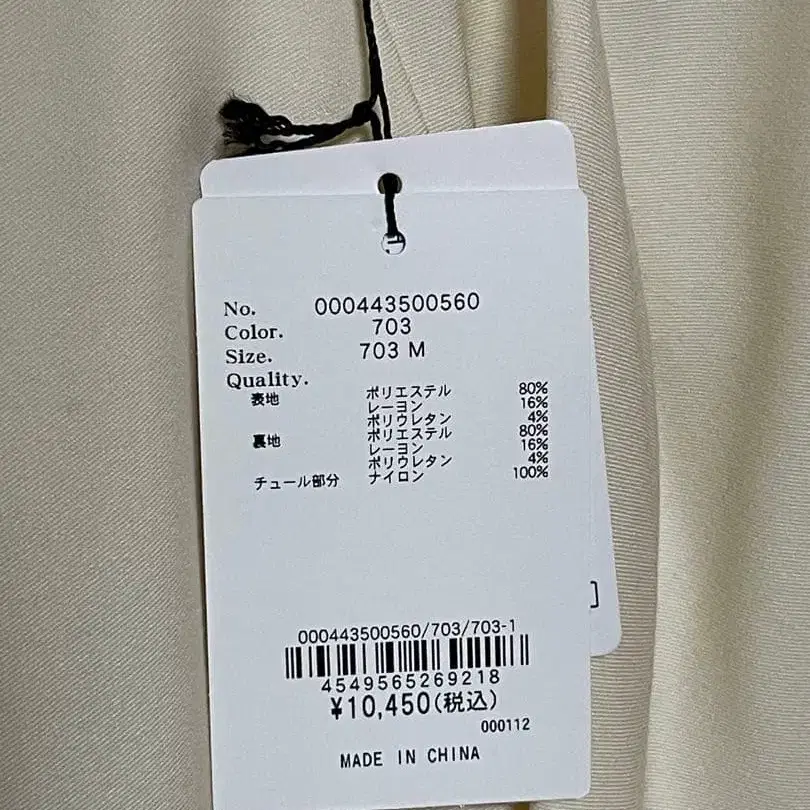 No. 000443500560
Color. 703
Size. 703 M
Quality.
表地 ポリエステル 80%
レーヨン 16%
ポリウレタン 4%
裏地 ポリエステル 80%
レーヨン 16%
ポリウレタン 4%
チュール部分 ナイロン 100%
000443500560/703/703-1
4549565269218
¥10,450(税込)
000112
MADE IN CHINA